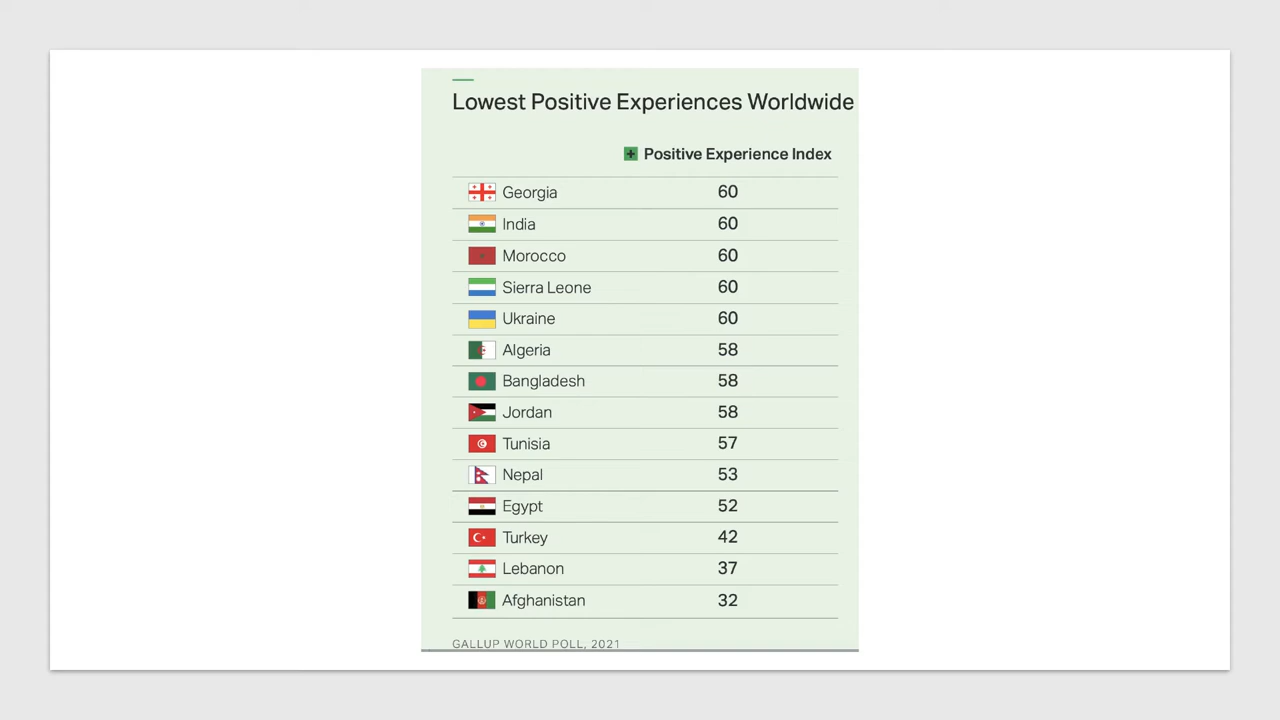 Lowest Positive Experiences Worldwide
Positive Experience Index
Georgia 60
India 60
Morocco 60
Sierra Leone 60
Ukraine 60
Algeria 58
Bangladesh 58
Jordan 58
Tunisia 57
Nepal 53
Egypt 52
Turkey 42
Lebanon 37
Afghanistan 32
GALLUP WORLD POLL, 2021